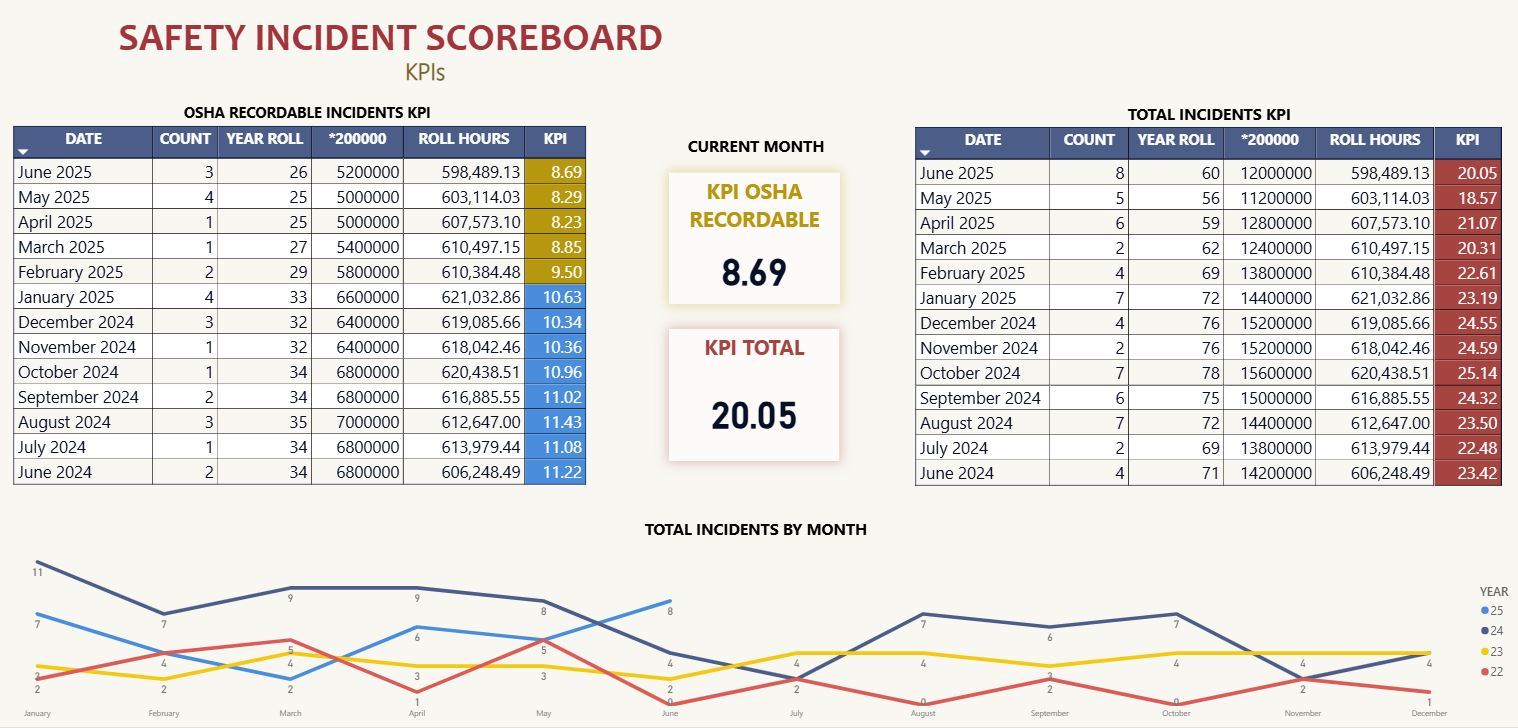 SAFETY INCIDENT SCOREBOARD
KPIs
OSHA RECORDABLE INCIDENTS KPI
DATE COUNT YEAR ROLL *200000 ROLL HOURS KPI
June 2025 3 26 5200000 598,489.13 8.69
May 2025 4 25 5000000 603,114.03 8.29
April 2025 1 25 5000000 607,573.10 8.23
March 2025 1 27 5400000 610,497.15 8.85
February 2025 2 29 5800000 610,384.48 9.50
January 2025 4 33 6600000 621,032.86 10.63
December 2024 3 32 6400000 619,085.66 10.34
November 2024 1 32 6400000 618,042.46 10.36
October 2024 1 34 6800000 620,438.51 10.96
September 2024 2 34 6800000 616,885.55 11.02
August 2024 3 35 7000000 612,647.00 11.43
July 2024 1 34 6800000 613,979.44 11.08
June 2024 2 34 6800000 606,248.49 11.22
CURRENT MONTH
KPI OSHA
RECORDABLE
8.69
KPI TOTAL
20.05
TOTAL INCIDENTS KPI
DATE COUNT YEAR ROLL *200000 ROLL HOURS KPI
June 2025 8 60 12000000 598,489.13 20.05
May 2025 5 56 11200000 603,114.03 18.57
April 2025 6 59 12800000 607,573.10 21.07
March 2025 2 62 12400000 610,497.15 20.31
February 2025 4 69 13800000 610,384.48 22.61
January 2025 7 72 14400000 621,032.86 23.19
December 2024 4 76 15200000 619,085.66 24.55
November 2024 2 76 15200000 618,042.46 24.59
October 2024 7 78 15600000 620,438.51 25.14
September 2024 6 75 15000000 616,885.55 24.32
August 2024 7 72 14400000 612,647.00 23.50
July 2024 2 69 13800000 613,979.44 22.48
June 2024 4 71 14200000 606,248.49 23.42
TOTAL INCIDENTS BY MONTH
11
9 9
7 8 8 7 7
7 6 6
5 5
4 4 4 4 4 4 4 4
3 3 3 3
2 2 2 2 2 2 2
1 0 0 0 1
January February March April May June July August September October November December
YEAR
25
24
23
22